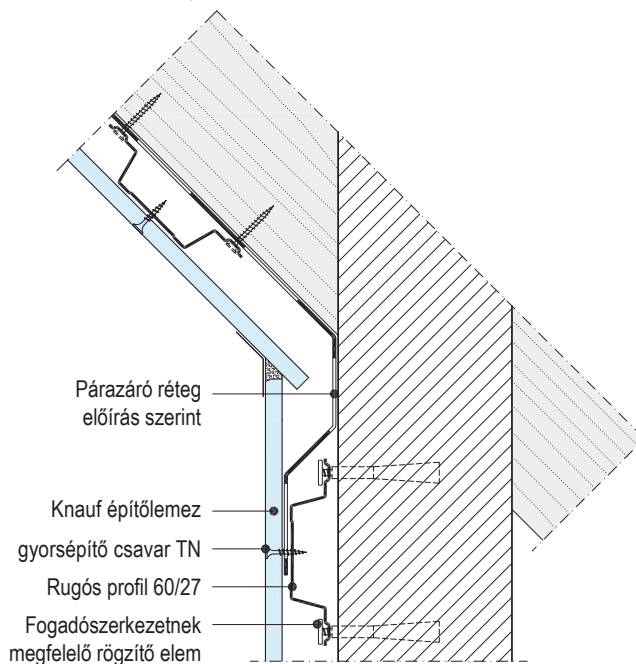 Párazáró réteg
előírás szerint
Knauf építőlemez
gyorsépítő csavar TN
Rugós profil 60/27
Fogadószerkezetnek
megfelelő rögzítő elem